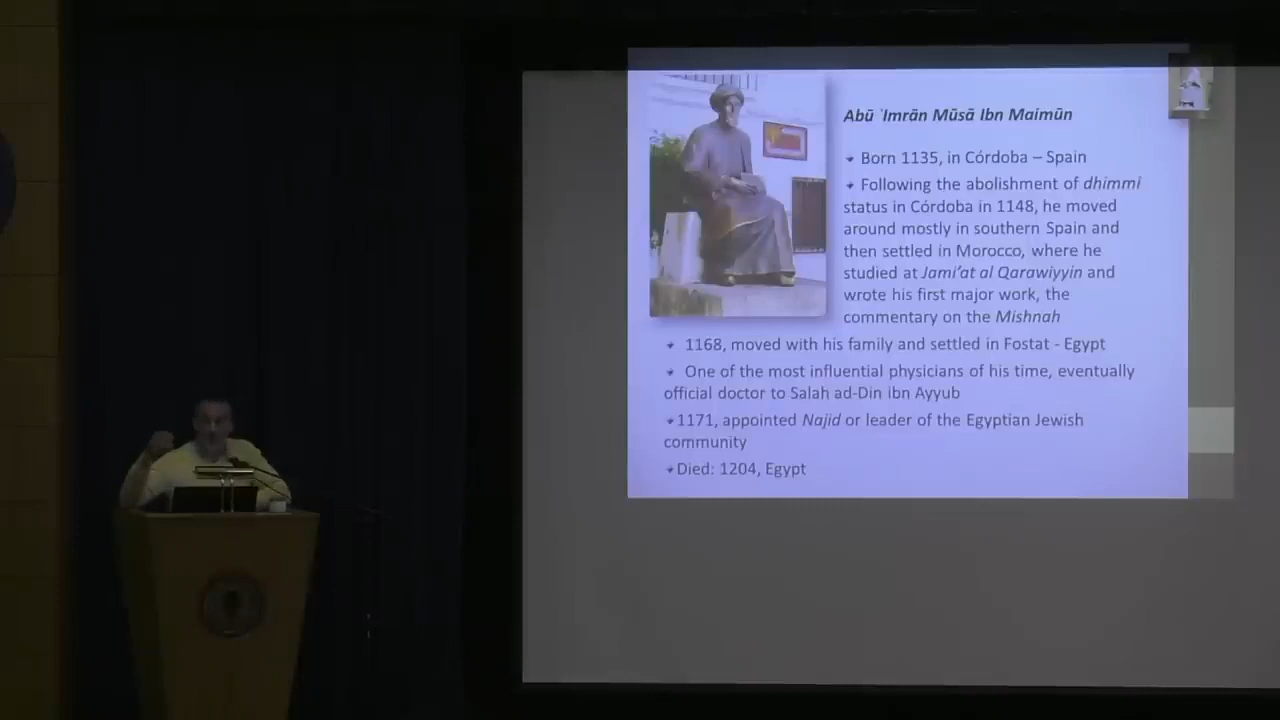 Abū ʿImrān Mūsā Ibn Maimūn
Born 1135, in Córdoba – Spain
Following the abolishment of dhimmi
status in Córdoba in 1148, he moved
around mostly in southern Spain and
then settled in Morocco, where he
studied at Jami’at al Qarawiyyin and
wrote his first major work, the
commentary on the Mishnah
1168, moved with his family and settled in Fostat - Egypt
One of the most influential physicians of his time, eventually
official doctor to Salah ad-Din ibn Ayyub
1171, appointed Najid or leader of the Egyptian Jewish
community
Died: 1204, Egypt